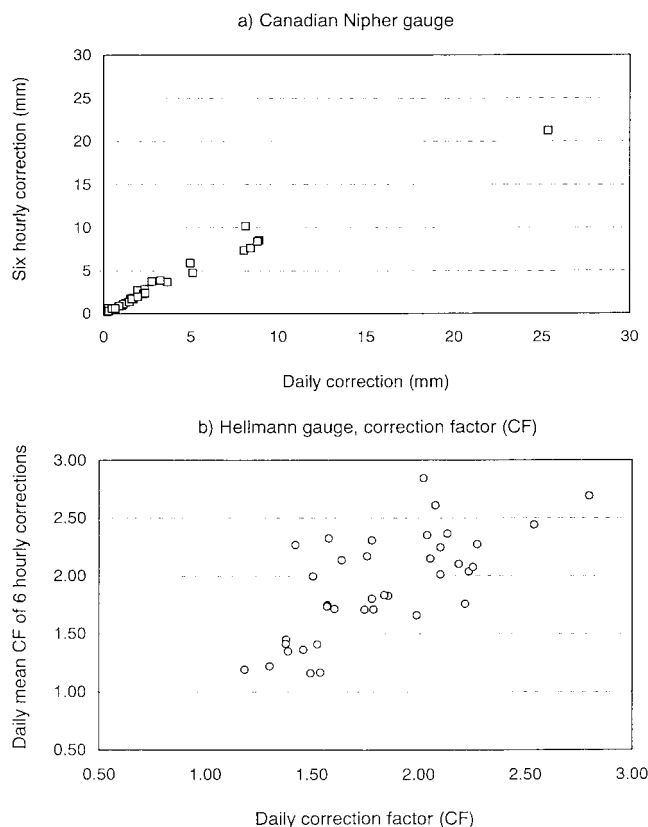 a) Canadian Nipher gauge
Six hourly correction (mm)
30
25
20
15
10
5
0
0 5 10 15 20 25 30
Daily correction (mm)
b) Hellmann gauge, correction factor (CF)
Daily mean CF of 6 hourly corrections
3.00
2.50
2.00
1.50
1.00
0.50
0.50 1.00 1.50 2.00 2.50 3.00
Daily correction factor (CF)